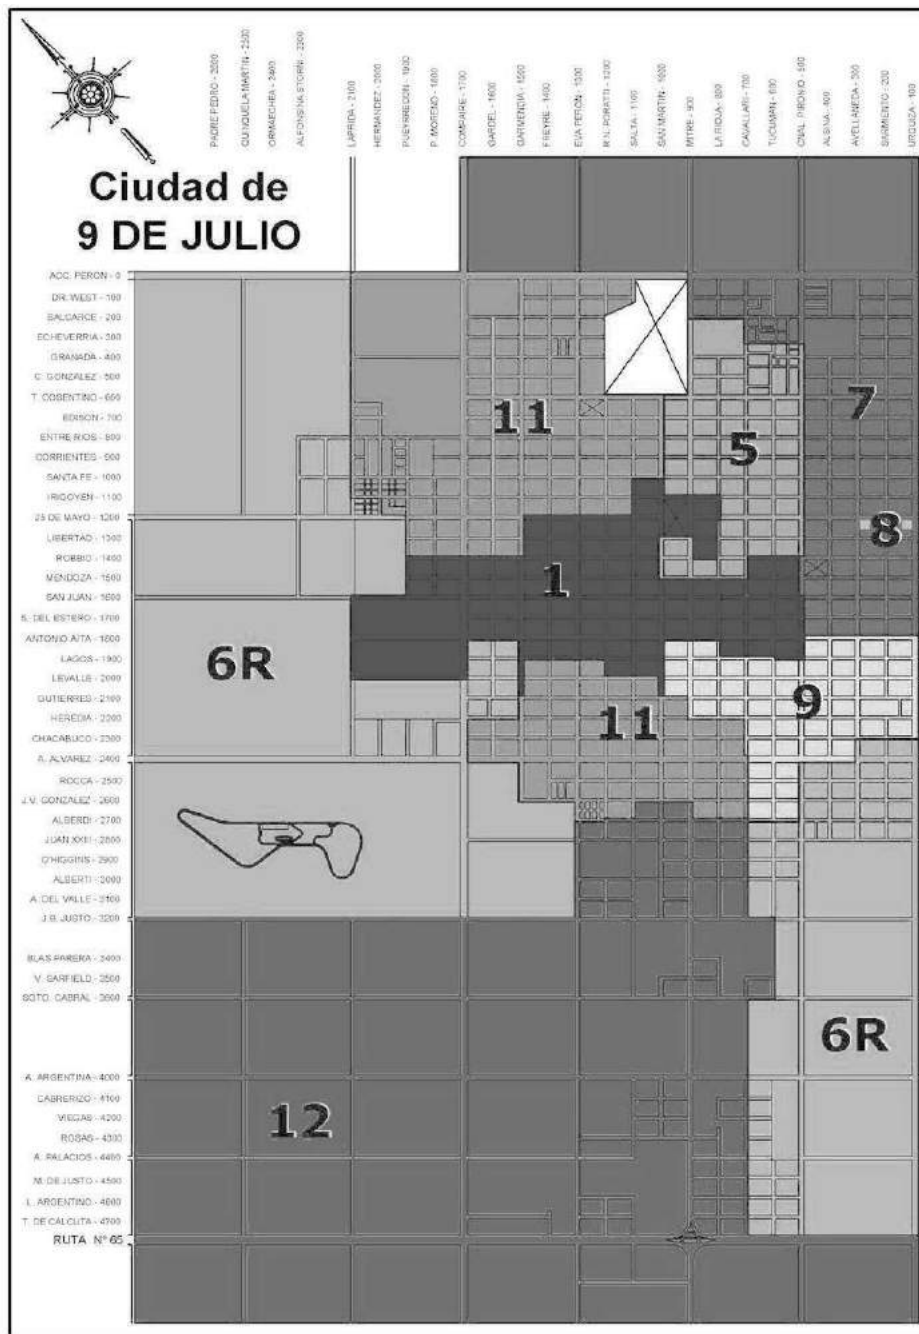 PADRE PEDRO - 2600
QUINQUELA MARTIN - 2500
ORMAECHEA - 2400
ALFONSINA STORNI - 2300
LAPRIDA - 2100
HERNANDEZ - 2000
PUEYRREDON - 1900
P. MORENO - 1800
COMPAIRE - 1700
GARDEL - 1600
GARMENDIA - 1500
FREYRE - 1400
EVA PERON - 1300
R.N. PORATTI - 1200
SALTA - 1100
SAN MARTIN - 1000
MITRE - 900
LA RIOJA - 800
CAVALLARI - 700
TUCUMAN - 600
CNAL. PIRONIO - 500
ALSINA - 400
AVELLANEDA - 300
SARMIENTO - 200
URQUIZA - 100
Ciudad de
9 DE JULIO
ACC. PERON - 0
DR. WEST - 100
BALCARCE - 200
ECHEVERRIA - 300
GRANADA - 400
C. GONZALEZ - 500
T. COSENTINO - 600
EDISON - 700
ENTRE RIOS - 800
CORRIENTES - 900
SANTA FE - 1000
IRIGOYEN - 1100
25 DE MAYO - 1200
LIBERTAD - 1300
ROBBIO - 1400
MENDOZA - 1500
SAN JUAN - 1600
S. DEL ESTERO - 1700
ANTONIO AITA - 1800
LAGOS - 1900
LEVALLE - 2000
GUTIERRES - 2100
HEREDIA - 2200
CHACABUCO - 2300
A. ALVAREZ - 2400
ROCCA - 2500
J.V. GONZALEZ - 2600
ALBERDI - 2700
JUAN XXIII - 2800
O'HIGGINS - 2900
ALBERTI - 3000
A. DEL VALLE - 3100
J.B. JUSTO - 3200
BLAS PARERA - 3400
V. SARFIELD - 3500
SGTO. CABRAL - 3600
A. ARGENTINA - 4000
CABRERIZO - 4100
VIEGAS - 4200
ROSAS - 4300
A. PALACIOS - 4400
M. DE JUSTO - 4500
L. ARGENTINO - 4600
T. DE CALCUTA - 4700
RUTA Nº 65
11
7
5
8
1
6R
9
11
6R
12